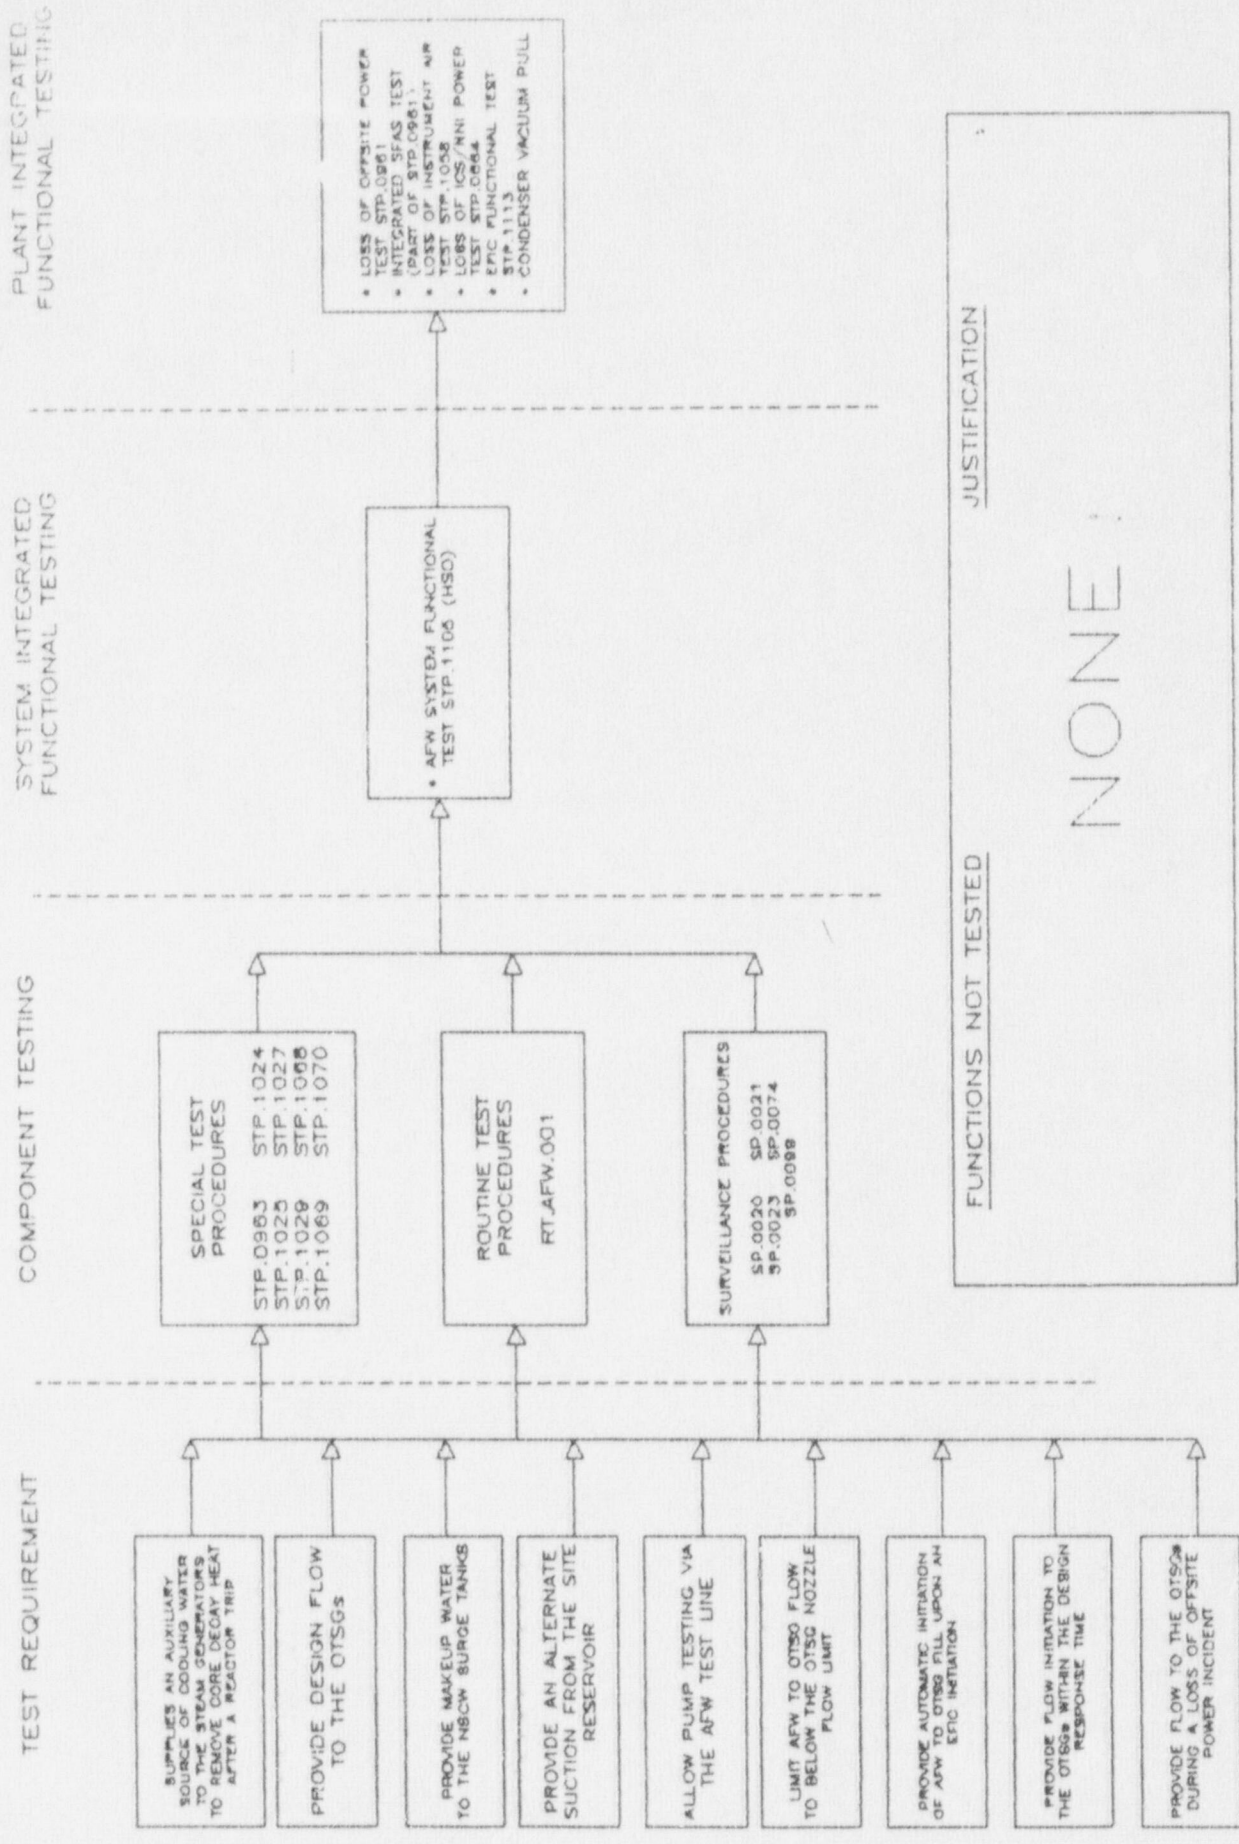 TEST REQUIREMENT
SUPPLIES AN AUXILIARY
SOURCE OF COOLING WATER
TO THE STEAM GENERATORS
TO REMOVE CORE DECAY HEAT
AFTER A REACTOR TRIP
PROVIDE DESIGN FLOW
TO THE OTSGs
PROVIDE MAKEUP WATER
TO THE NSCW SURGE TANKS
PROVIDE AN ALTERNATE
SUCTION FROM THE SITE
RESERVOIR
ALLOW PUMP TESTING VIA
THE AFW TEST LINE
LIMIT AFW TO OTSG FLOW
TO BELOW THE OTSG NOZZLE
FLOW LIMIT
PROVIDE AUTOMATIC INITIATION
OF AFW TO OTSG FILL UPON AN
EFIC INITIATION
PROVIDE FLOW INITIATION TO
THE OTSGs WITHIN THE DESIGN
RESPONSE TIME
PROVIDE FLOW TO THE OTSGs
DURING A LOSS OF OFFSITE
POWER INCIDENT
COMPONENT TESTING
SPECIAL TEST
PROCEDURES
STP.0963 STP.1024
STP.1025 STP.1027
STP.1029 STP.1068
STP.1069 STP.1070
ROUTINE TEST
PROCEDURES
RT.AFW.001
SURVEILLANCE PROCEDURES
SP.0020 SP.0021
SP.0023 SP.0074
SP.0098
SYSTEM INTEGRATED
FUNCTIONAL TESTING
• AFW SYSTEM FUNCTIONAL
TEST STP.1106 (HSO)
PLANT INTEGRATED
FUNCTIONAL TESTING
• LOSS OF OFFSITE POWER
TEST STP.0961
• INTEGRATED SFAS TEST
(PART OF STP.0961)
• LOSS OF INSTRUMENT AIR
TEST STP.1058
• LOSS OF ICS/NNI POWER
TEST
• EFIC FUNCTIONAL TEST
STP.1113
• CONDENSER VACUUM PULL
FUNCTIONS NOT TESTED JUSTIFICATION
NONE